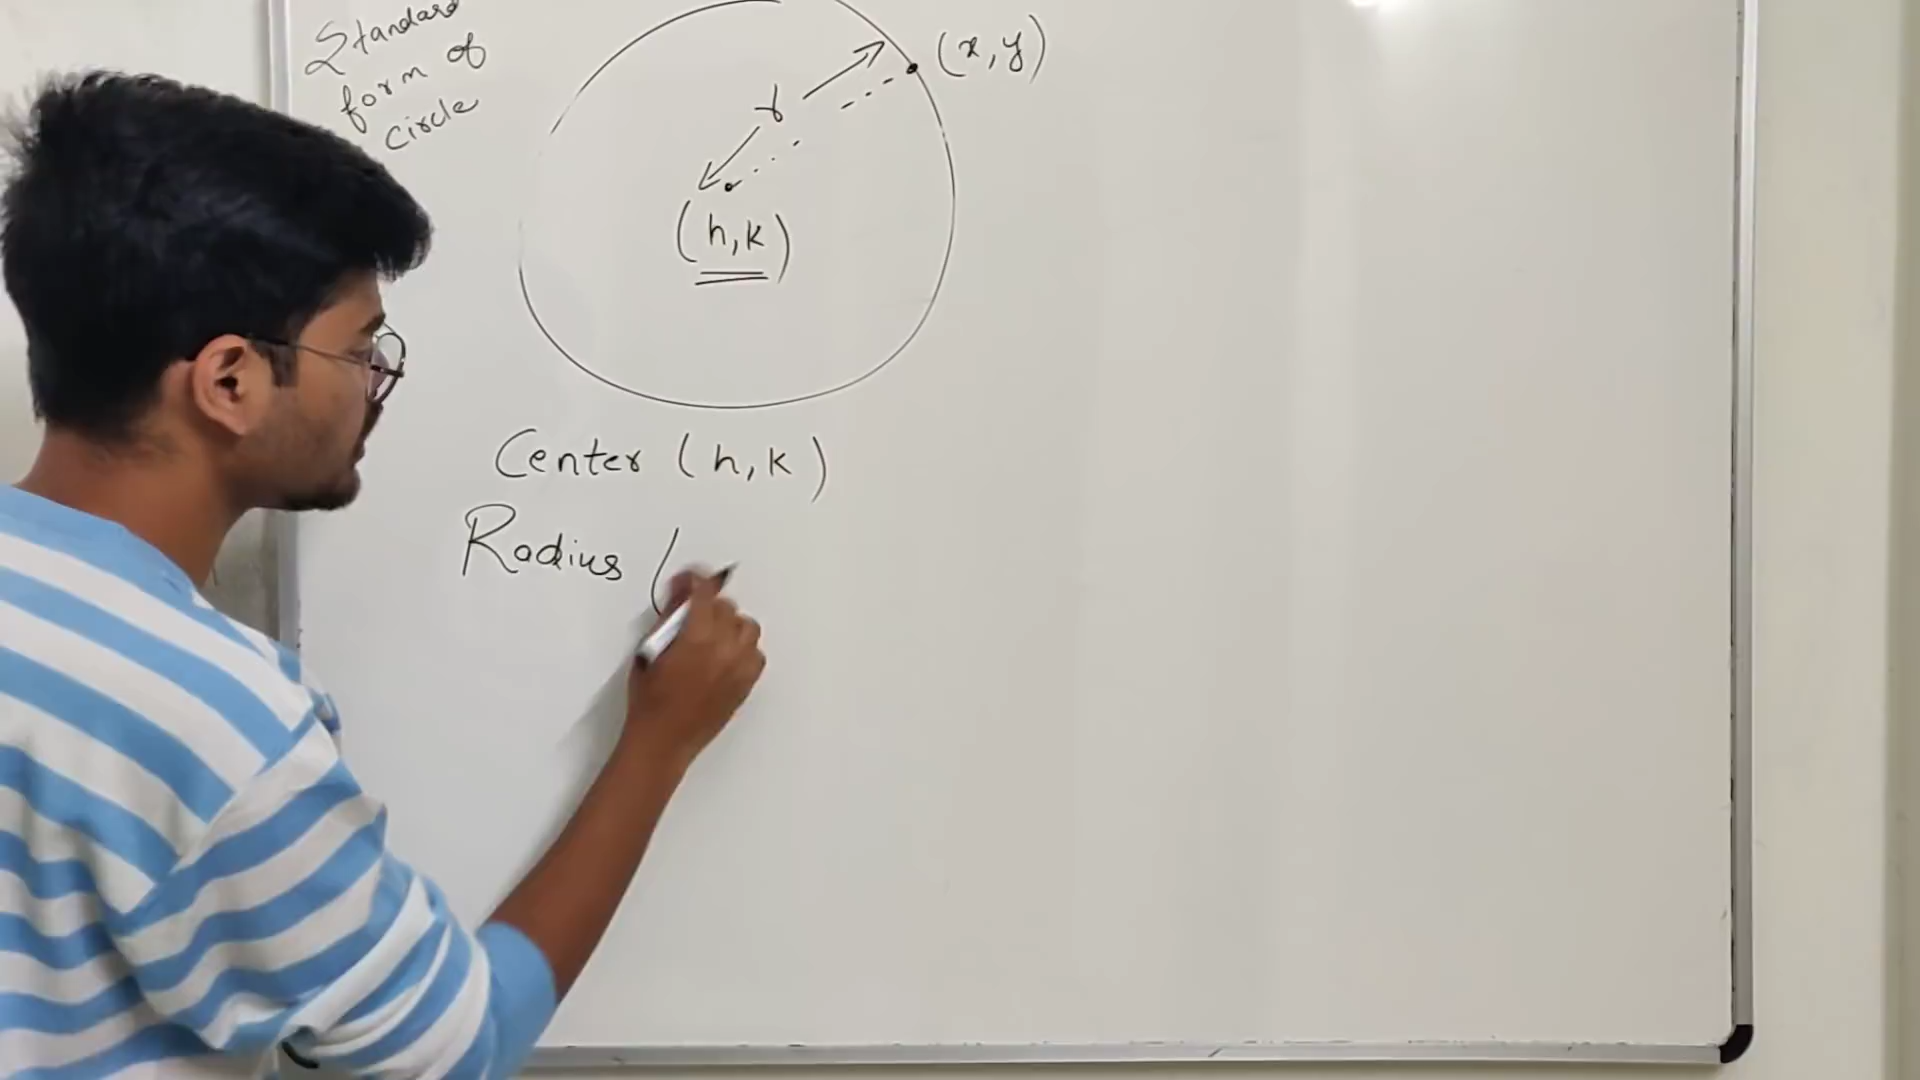 Standard
form of
circle
(x,y)
r
(h,k)
Center (h,k)
Radius (